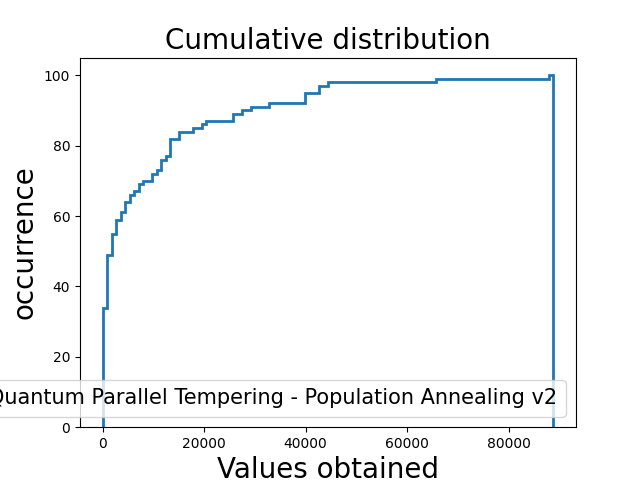 Cumulative distribution
occurrence
100
80
60
40
20
0
Quantum Parallel Tempering - Population Annealing v2
0 20000 40000 60000 80000
Values obtained